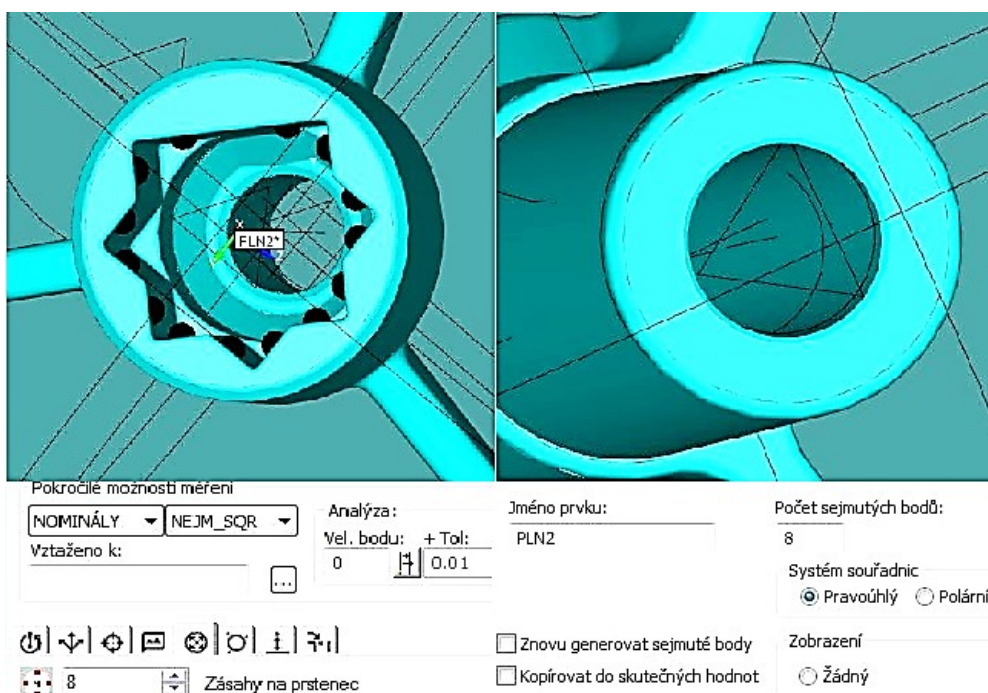 PLN2*
Pokročilé možnosti měření
NOMINÁLY NEJM_SQR
Vztaženo k:
...
Analýza:
Vel. bodu: + Tol:
0 0.01
8 Zásahy na prstenec
Jméno prvku:
PLN2
Počet sejmutých bodů:
8
Systém souřadnic
Pravoúhlý Polární
Znovu generovat sejmuté body
Kopírovat do skutečných hodnot
Zobrazení
Žádný